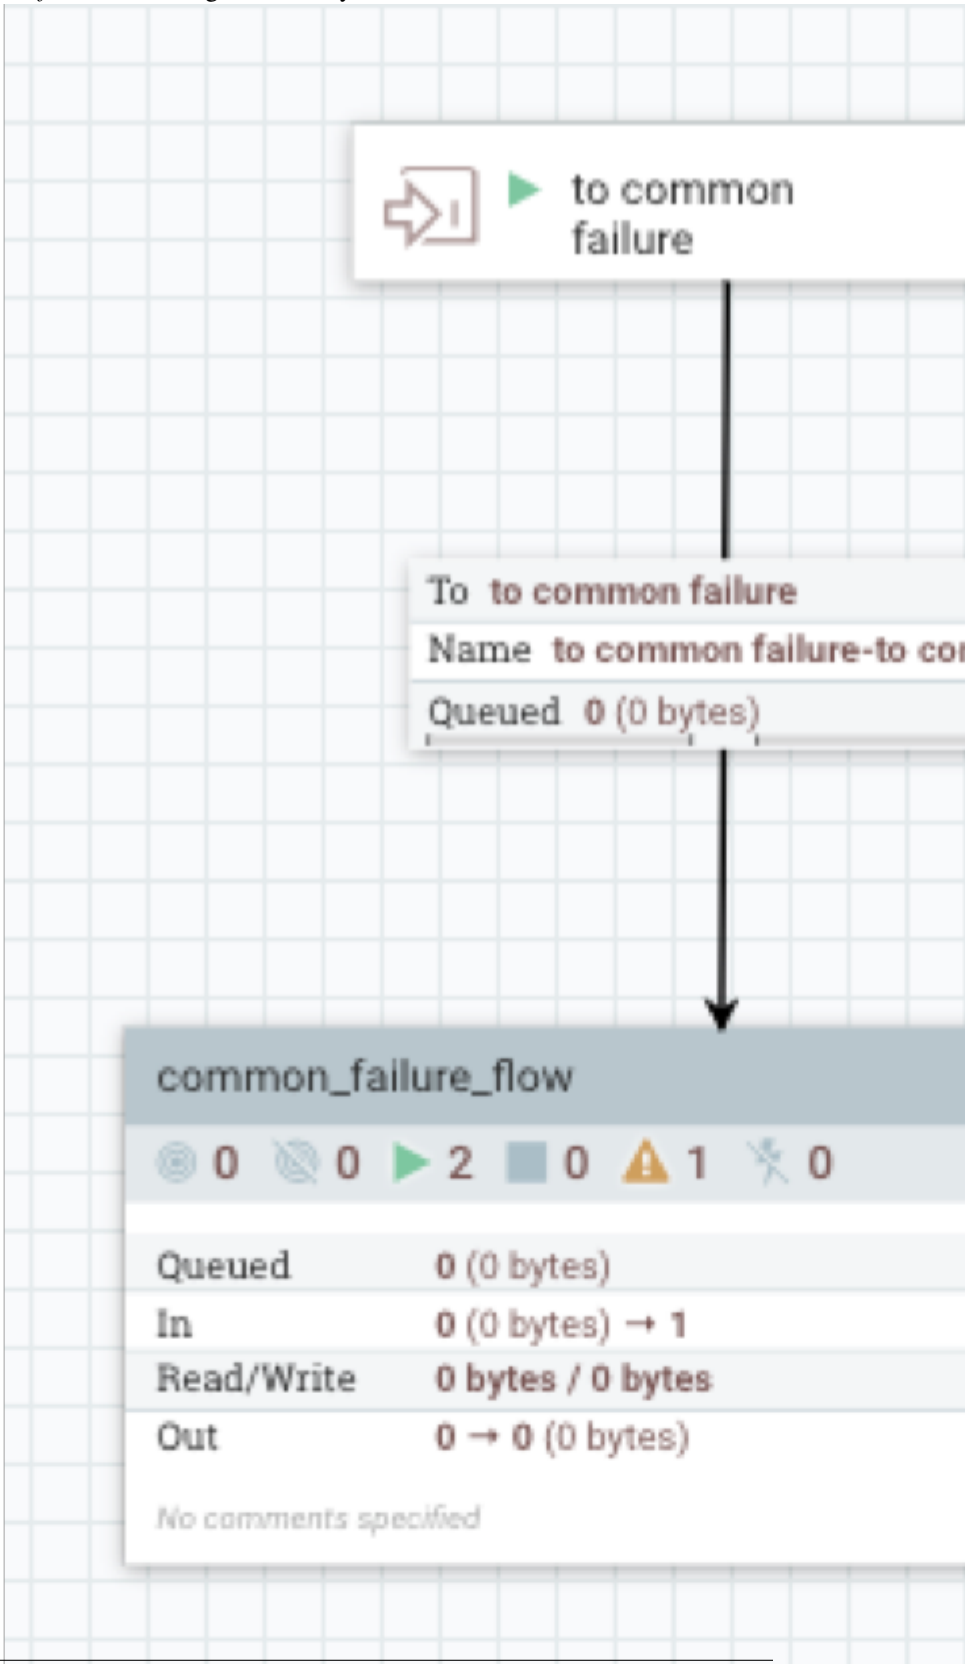 to common
failure
To to common failure
Name to common failure-to
Queued 0 (0 bytes)
common_failure_flow
0 0 2 0 1 0
Queued 0 (0 bytes)
In 0 (0 bytes) → 1
Read/Write 0 bytes / 0 bytes
Out 0 → 0 (0 bytes)
No comments specified